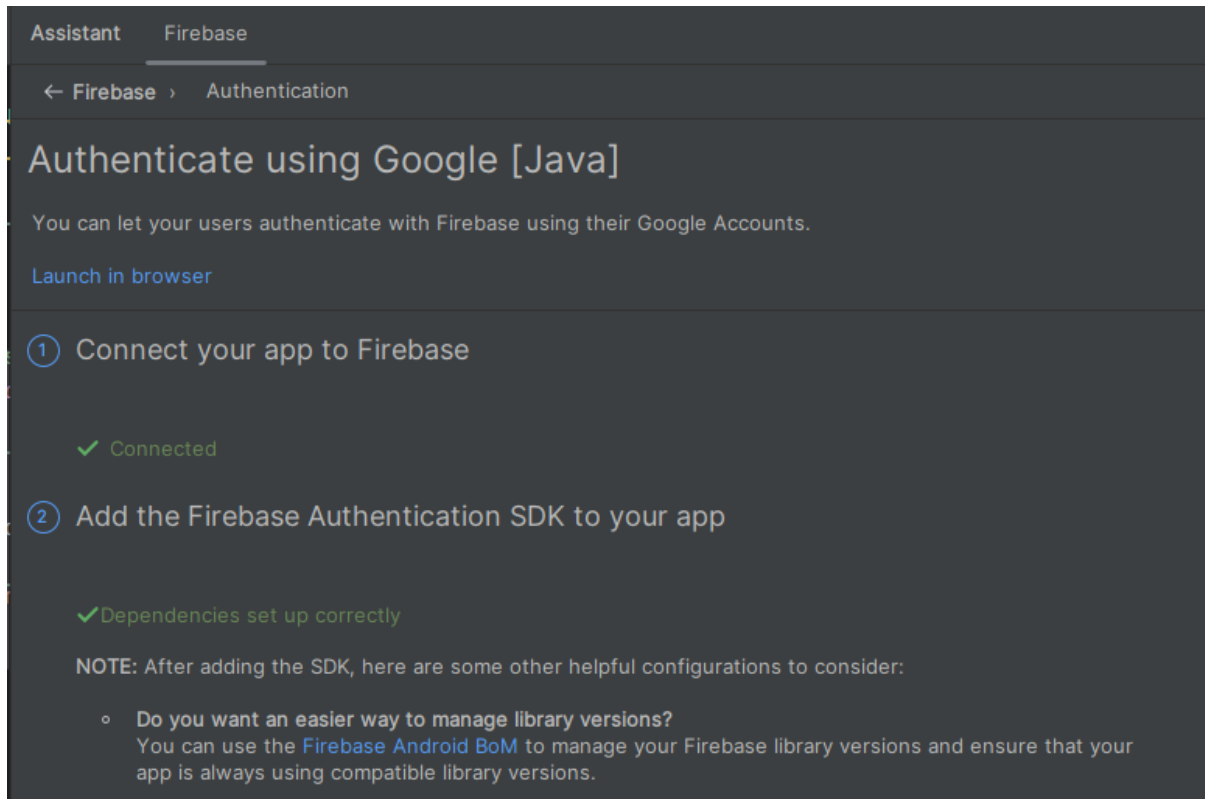 Assistant Firebase
← Firebase › Authentication
Authenticate using Google [Java]
You can let your users authenticate with Firebase using their Google Accounts.
Launch in browser
1 Connect your app to Firebase
✓ Connected
2 Add the Firebase Authentication SDK to your app
✓Dependencies set up correctly
NOTE: After adding the SDK, here are some other helpful configurations to consider:
◦ Do you want an easier way to manage library versions?
You can use the Firebase Android BoM to manage your Firebase library versions and ensure that your
app is always using compatible library versions.